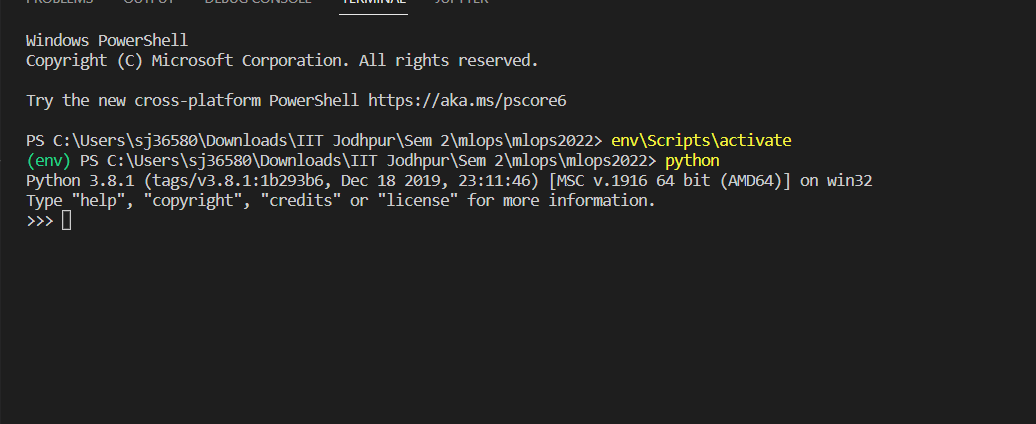 PROBLEMS OUTPUT DEBUG CONSOLE TERMINAL JUPYTER
Windows PowerShell
Copyright (C) Microsoft Corporation. All rights reserved.
Try the new cross-platform PowerShell https://aka.ms/pscore6
PS C:\Users\sj36580\Downloads\IIT Jodhpur\Sem 2\mlops\mlops2022> env\Scripts\activate
(env) PS C:\Users\sj36580\Downloads\IIT Jodhpur\Sem 2\mlops\mlops2022> python
Python 3.8.1 (tags/v3.8.1:1b293b6, Dec 18 2019, 23:11:46) [MSC v.1916 64 bit (AMD64)] on win32
Type "help", "copyright", "credits" or "license" for more information.
>>>